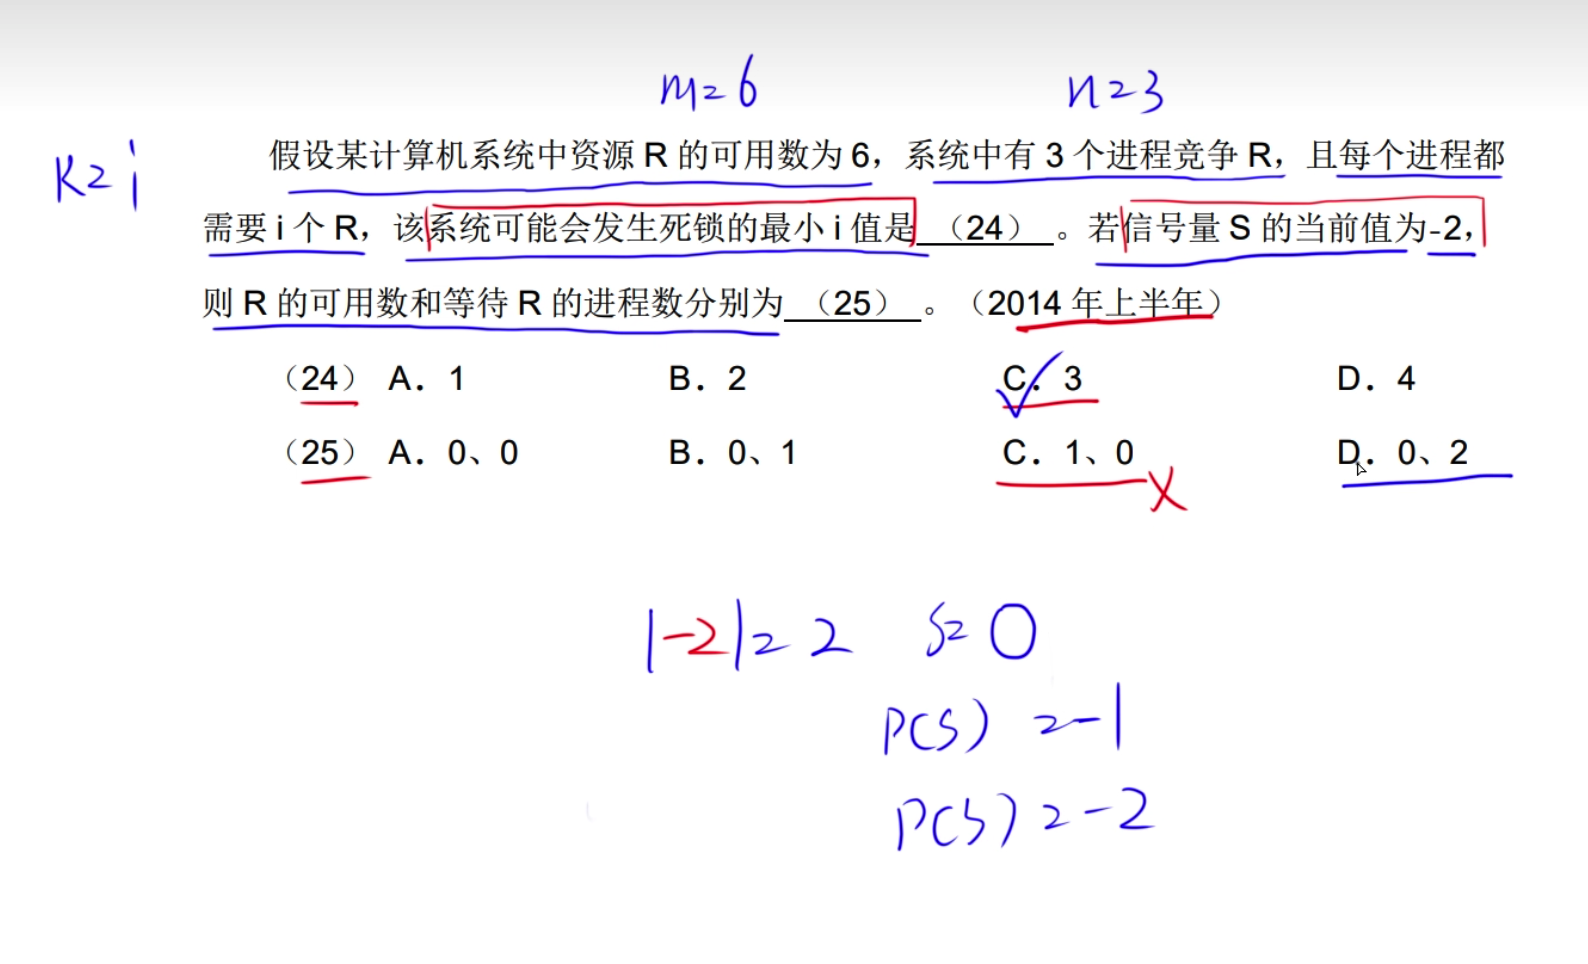 m=6 n=3
K=i
假设某计算机系统中资源 R 的可用数为 6，系统中有 3 个进程竞争 R，且每个进程都
需要 i 个 R，该系统可能会发生死锁的最小 i 值是 （24） 。若信号量 S 的当前值为-2，
则 R 的可用数和等待 R 的进程数分别为 （25） 。（2014 年上半年）
（24） A． 1 B． 2 C． 3 D． 4
（25） A． 0、0 B． 0、1 C． 1、0 D． 0、2
|-2|=2 S=0
P(S) =-1
P(S)=-2